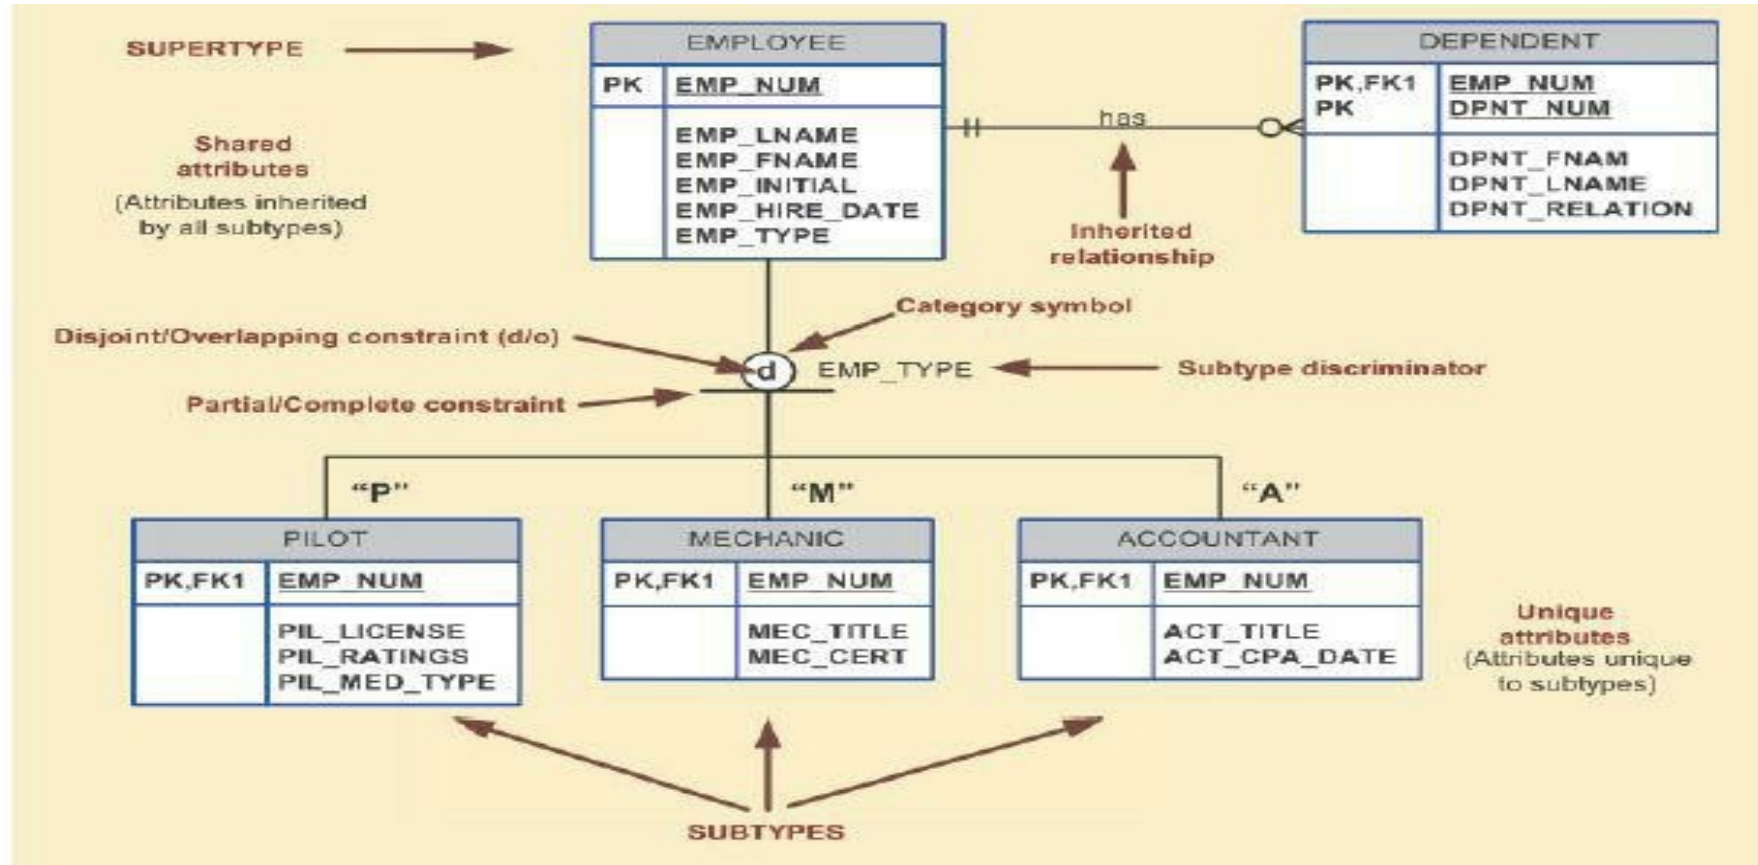 SUPERTYPE
EMPLOYEE
PK EMP_NUM
EMP_LNAME
EMP_FNAME
EMP_INITIAL
EMP_HIRE_DATE
EMP_TYPE
Shared
attributes
(Attributes inherited
by all subtypes)
has
DEPENDENT
PK,FK1 EMP_NUM
PK DPNT_NUM
DPNT_FNAM
DPNT_LNAME
DPNT_RELATION
Inherited
relationship
Category symbol
Disjoint/Overlapping constraint (d/o)
d EMP_TYPE
Subtype discriminator
Partial/Complete constraint
“P”
“M”
“A”
PILOT
PK,FK1 EMP_NUM
PIL_LICENSE
PIL_RATINGS
PIL_MED_TYPE
MECHANIC
PK,FK1 EMP_NUM
MEC_TITLE
MEC_CERT
ACCOUNTANT
PK,FK1 EMP_NUM
ACT_TITLE
ACT_CPA_DATE
Unique
attributes
(Attributes unique
to subtypes)
SUBTYPES